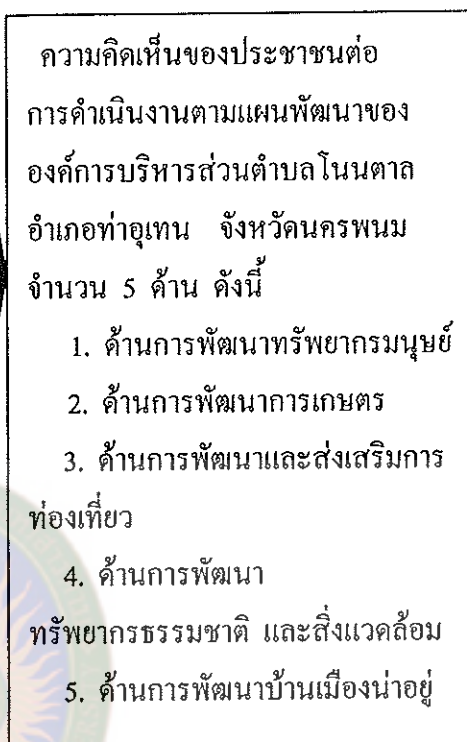 ความคิดเห็นของประชาชนต่อ
การดำเนินงานตามแผนพัฒนาของ
องค์การบริหารส่วนตำบลโนนตาล
อำเภอท่าอุเทน จังหวัดนครพนม
จำนวน 5 ด้าน ดังนี้
1. ด้านการพัฒนาทรัพยากรมนุษย์
2. ด้านการพัฒนาการเกษตร
3. ด้านการพัฒนาและส่งเสริมการ
ท่องเที่ยว
4. ด้านการพัฒนา
ทรัพยากรธรรมชาติ และสิ่งแวดล้อม
5. ด้านการพัฒนาบ้านเมืองน่าอยู่